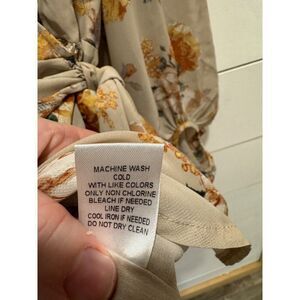 MACHINE WASH
COLD
WITH LIKE COLORS
ONLY NON CHLORINE
BLEACH IF NEEDED
LINE DRY
COOL IRON IF NEEDED
DO NOT DRY CLEAN